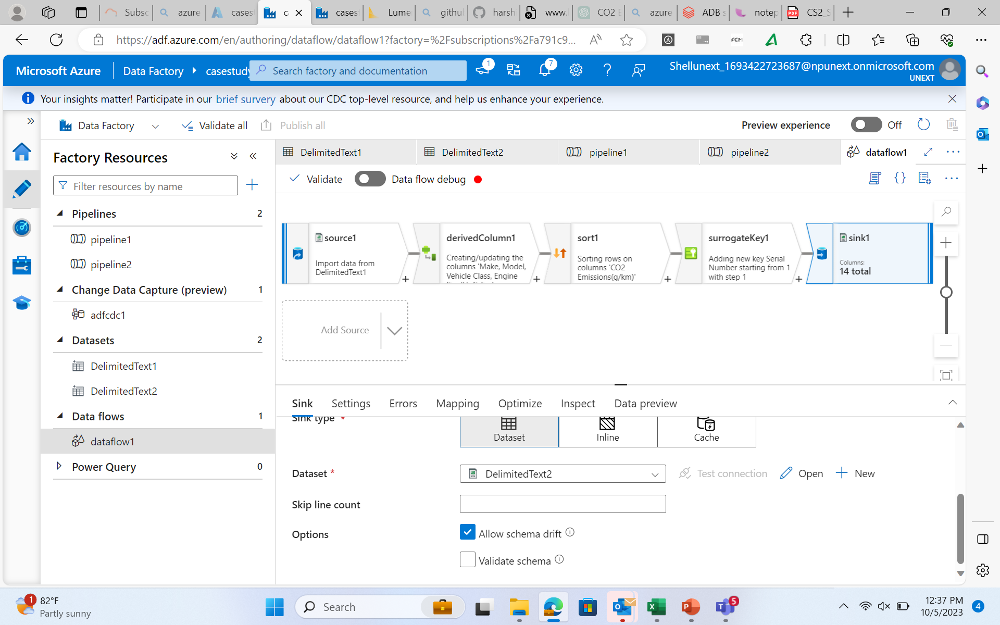 Subsc
azure
cases
c
cases
Lume
githul
harsh
www.
CO2 E
azure
ADB s
notep
CS2_S
https://adf.azure.com/en/authoring/dataflow/dataflow1?factory=%2Fsubscriptions%2Fa791c9...
Microsoft Azure
Data Factory
casestudy
Search factory and documentation
1
7
Shellunext_1693422723687@npunext.onmicrosoft.com
UNEXT
Your insights matter! Participate in our brief survery about our CDC top-level resource, and help us enhance your experience.
Data Factory
Validate all
Publish all
Preview experience
Off
Factory Resources
Filter resources by name
Pipelines 2
pipeline1
pipeline2
Change Data Capture (preview) 1
adfcdc1
Datasets 2
DelimitedText1
DelimitedText2
Data flows 1
dataflow1
Power Query 0
DelimitedText1
DelimitedText2
pipeline1
pipeline2
dataflow1
Validate
Data flow debug
source1
Import data from
DelimitedText1
derivedColumn1
Creating/updating the
columns 'Make, Model,
Vehicle Class, Engine
sort1
Sorting rows on
columns 'CO2
Emissions(g/km)'
surrogateKey1
Adding new key Serial
Number starting from 1
with step 1
sink1
Columns:
14 total
Add Source
Sink
Settings
Errors
Mapping
Optimize
Inspect
Data preview
Sink type *
Dataset
Inline
Cache
Dataset *
DelimitedText2
Test connection
Open
New
Skip line count
Options
Allow schema drift
Validate schema
1
82°F
Partly sunny
Search
5
12:37 PM
10/5/2023
4